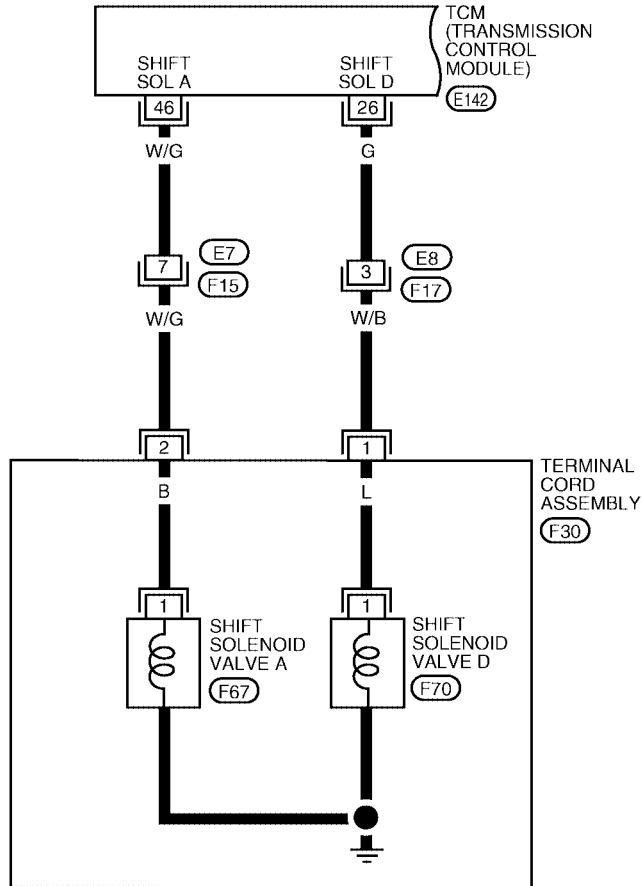 TCM
(TRANSMISSION
CONTROL
MODULE)
E142
SHIFT
SOL A
SHIFT
SOL D
46
26
W/G
G
7
E7
F15
3
E8
F17
W/G
W/B
2
1
TERMINAL
CORD
ASSEMBLY
F30
B
L
1
SHIFT
SOLENOID
VALVE A
F67
1
SHIFT
SOLENOID
VALVE D
F70